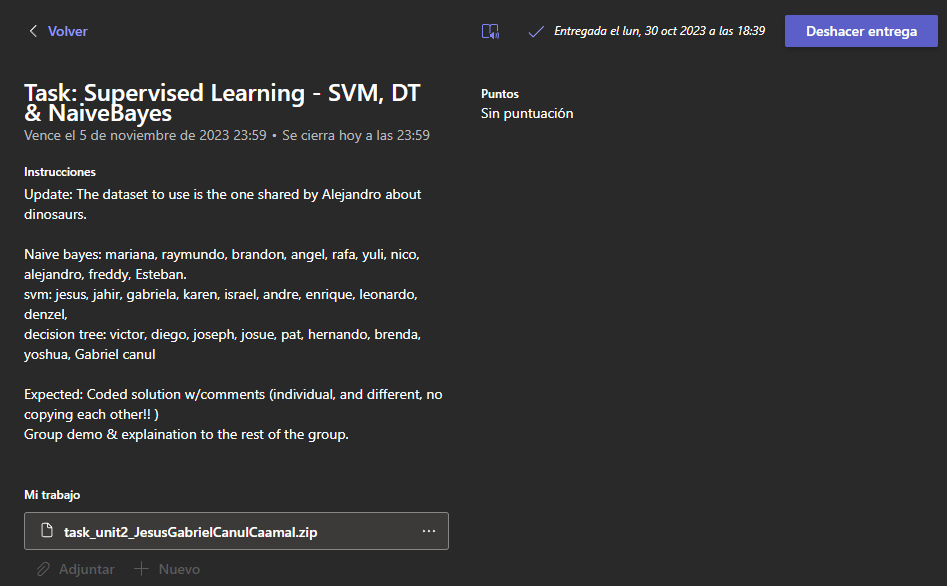 Volver
Entregada el lun, 30 oct 2023 a las 18:39
Deshacer entrega
Task: Supervised Learning - SVM, DT
& NaiveBayes
Vence el 5 de noviembre de 2023 23:59 • Se cierra hoy a las 23:59
Puntos
Sin puntuación
Instrucciones
Update: The dataset to use is the one shared by Alejandro about
dinosaurs.
Naive bayes: mariana, raymundo, brandon, angel, rafa, yuli, nico,
alejandro, freddy, Esteban.
svm: jesus, jahir, gabriela, karen, israel, andre, enrique, leonardo,
denzel,
decision tree: victor, diego, joseph, josue, pat, hernando, brenda,
yoshua, Gabriel canul
Expected: Coded solution w/comments (individual, and different, no
copying each other!! )
Group demo & explaination to the rest of the group.
Mi trabajo
task_unit2_JesusGabrielCanulCaamal.zip
Adjuntar
Nuevo